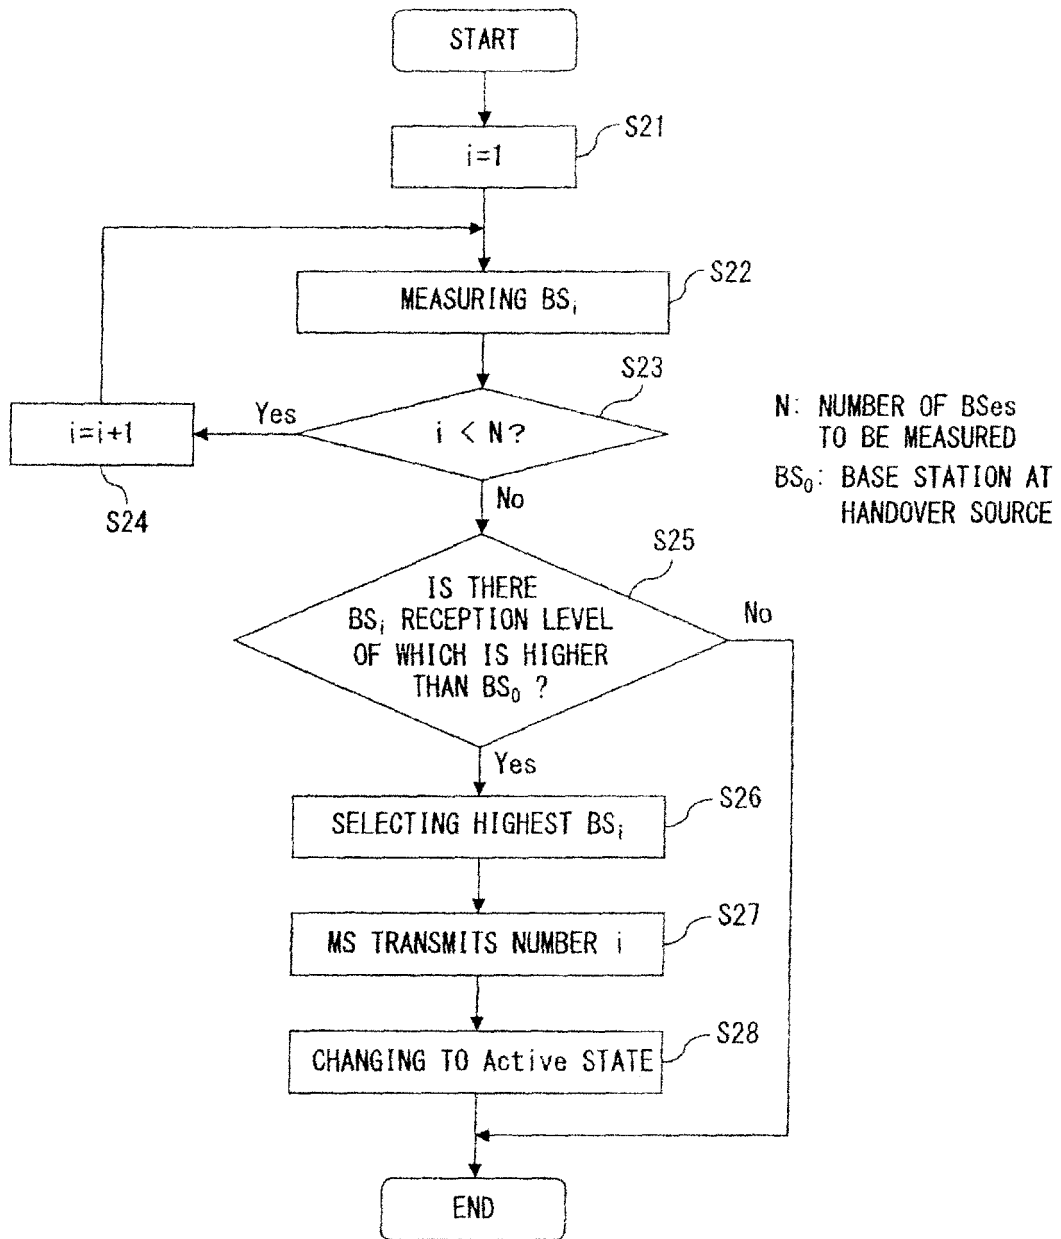 START
S21
i=1
S22
MEASURING BSᵢ
S23
i < N?
Yes
i=i+1
S24
No
N: NUMBER OF BSes
TO BE MEASURED
BS₀: BASE STATION AT
HANDOVER SOURCE
S25
IS THERE
BSᵢ RECEPTION LEVEL
OF WHICH IS HIGHER
THAN BS₀ ?
No
Yes
S26
SELECTING HIGHEST BSᵢ
S27
MS TRANSMITS NUMBER i
S28
CHANGING TO Active STATE
END